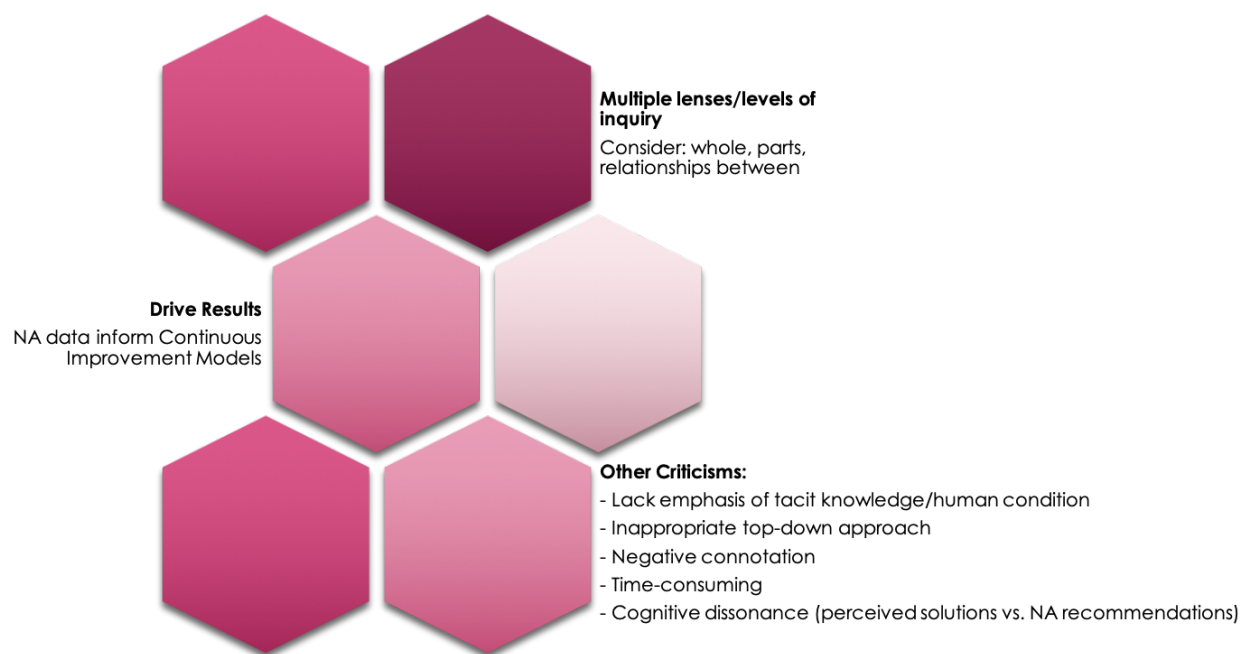 Multiple lenses/levels of
inquiry
Consider: whole, parts,
relationships between
Drive Results
NA data inform Continuous
Improvement Models
Other Criticisms:
- Lack emphasis of tacit knowledge/human condition
- Inappropriate top-down approach
- Negative connotation
- Time-consuming
- Cognitive dissonance (perceived solutions vs. NA recommendations)